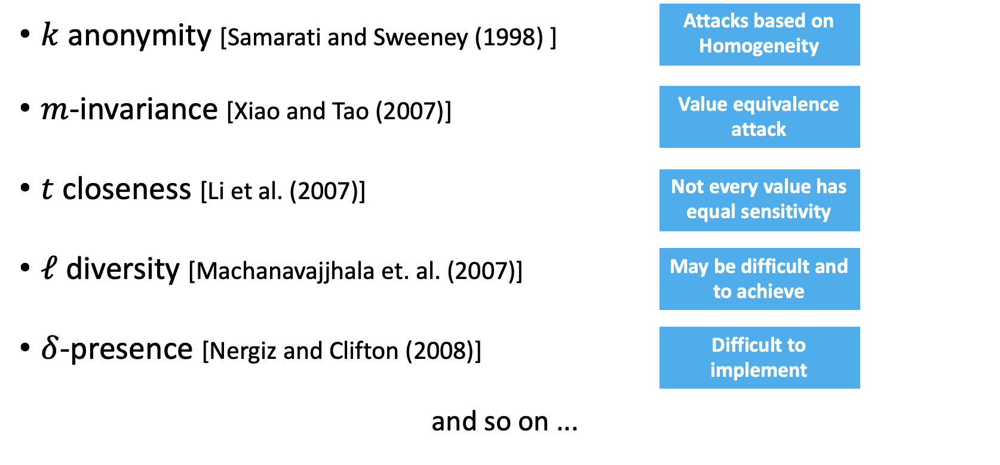 • k anonymity [Samarati and Sweeney (1998) ]
Attacks based on
Homogeneity
• m-invariance [Xiao and Tao (2007)]
Value equivalence
attack
• t closeness [Li et al. (2007)]
Not every value has
equal sensitivity
• ℓ diversity [Machanavajjhala et. al. (2007)]
May be difficult and
to achieve
• δ-presence [Nergiz and Clifton (2008)]
Difficult to
implement
and so on ...